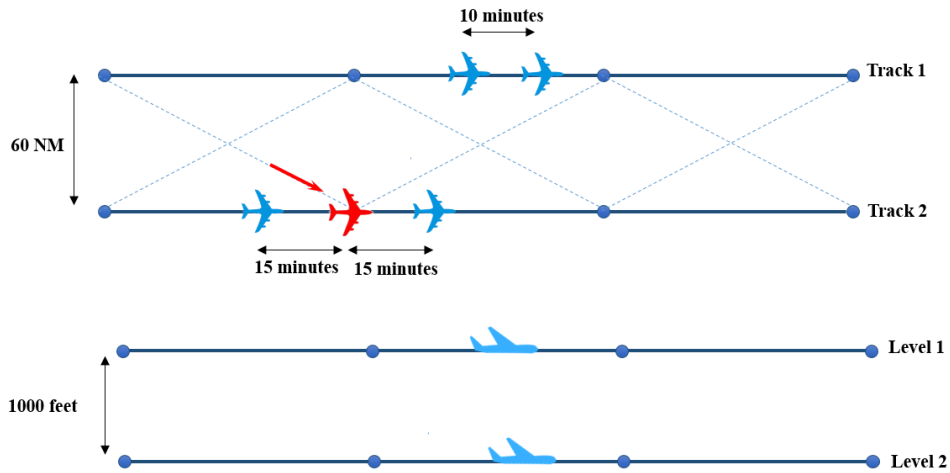 10 minutes
Track 1
60 NM
Track 2
15 minutes
15 minutes
Level 1
1000 feet
Level 2